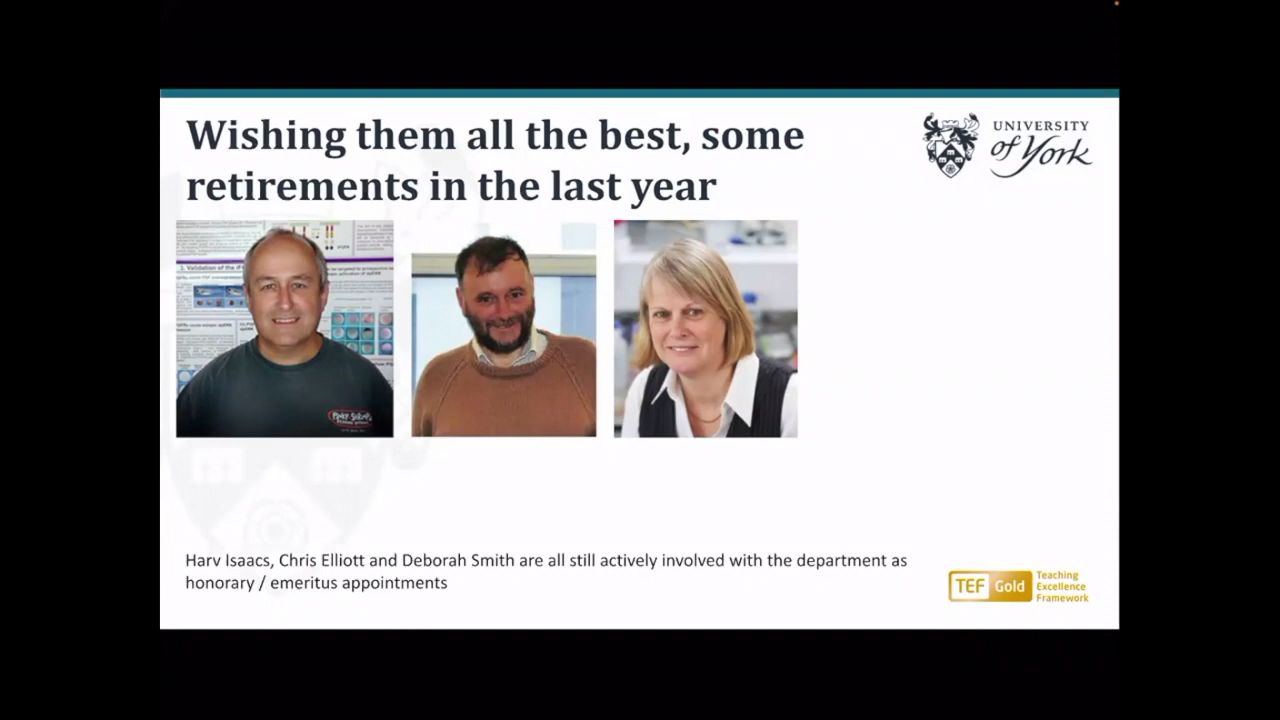 Wishing them all the best, some
retirements in the last year
UNIVERSITY
of York
Harv Isaacs, Chris Elliott and Deborah Smith are all still actively involved with the department as
honorary / emeritus appointments
TEF Gold
Teaching
Excellence
Framework